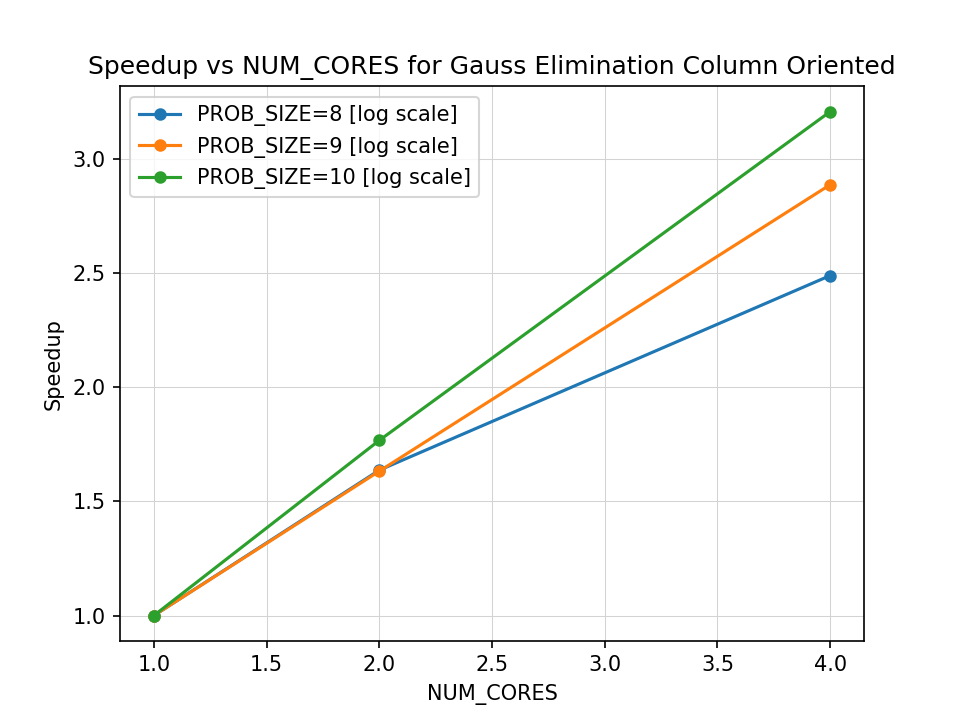 Speedup vs NUM_CORES for Gauss Elimination Column Oriented
PROB_SIZE=8 [log scale]
PROB_SIZE=9 [log scale]
PROB_SIZE=10 [log scale]
Speedup
3.0
2.5
2.0
1.5
1.0
1.0 1.5 2.0 2.5 3.0 3.5 4.0
NUM_CORES